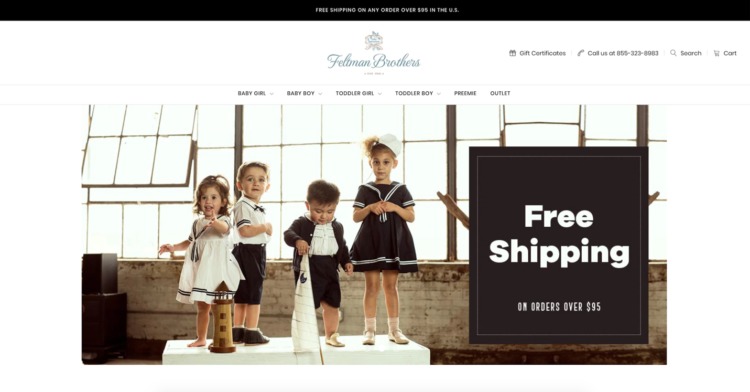 FREE SHIPPING ON ANY ORDER OVER $95 IN THE U.S.
Feltman Brothers
Gift Certificates
Call us at 855-323-8983
Search
Cart
BABY GIRL
BABY BOY
TODDLER GIRL
TODDLER BOY
PREEMIE
OUTLET
Free
Shipping
ON ORDERS OVER $95